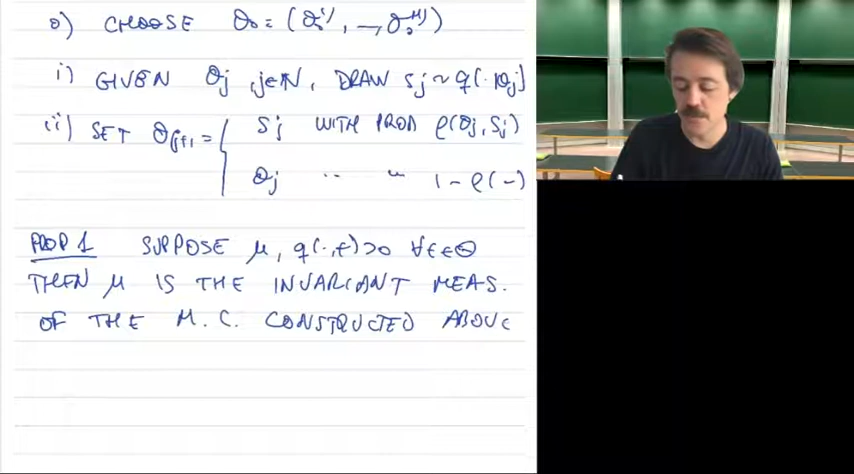 0) CHOOSE θ₀ = (θ₀⁽¹⁾, —, θ₀⁽ᴹ⁾)
i) GIVEN θj, j∈ℕ, DRAW sj ~ q(·|θj)
ii) SET θj+1 = { sj WITH PROB ρ(θj, sj)
θj ·· ·· 1 - ρ(—)
PROP 1 SUPPOSE μ, q(·,t)>0 ∀t∈Θ
THEN μ IS THE INVARIANT MEAS.
OF THE M.C. CONSTRUCTED ABOVE